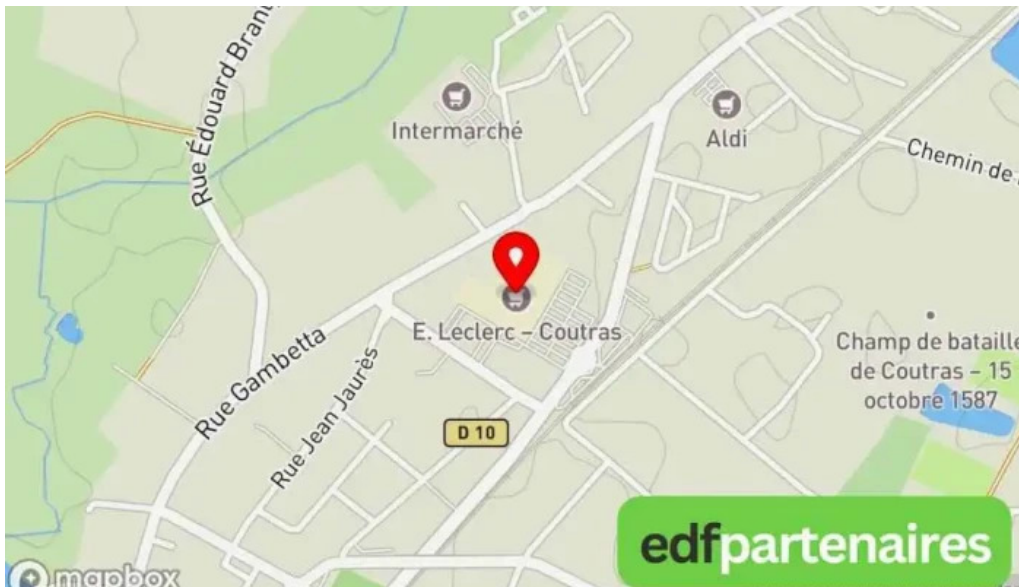 Rue Édouard Branl
Intermarché
Aldi
Chemin de
E. Leclerc – Coutras
Champ de bataille
de Coutras – 15
octobre 1587
Rue Gambetta
Rue Jean Jaurès
D 10
edfpartenaires
mapbox